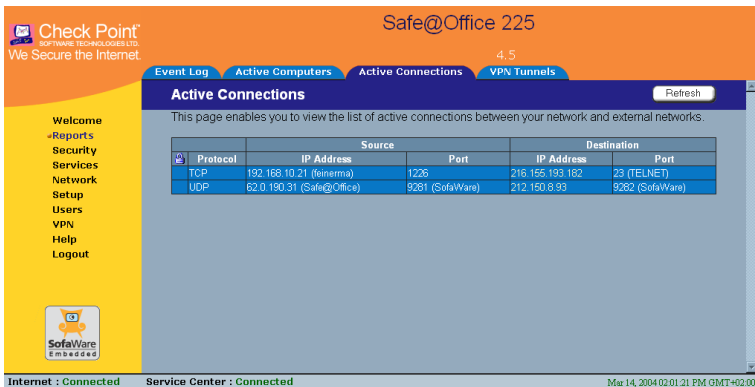 Check Point™
SOFTWARE TECHNOLOGIES LTD.
We Secure the Internet.
Safe@Office 225
4.5
Event Log
Active Computers
Active Connections
VPN Tunnels
Active Connections
Refresh
This page enables you to view the list of active connections between your network and external networks.
Welcome
Reports
Security
Services
Network
Setup
Users
VPN
Help
Logout
Source Destination
Protocol IP Address Port IP Address Port
TCP 192.168.10.21 (feinerma) 1226 216.155.193.182 23 (TELNET)
UDP 62.0.190.31 (Safe@Office) 9281 (SofaWare) 212.150.8.93 9282 (SofaWare)
SofaWare
Embedded
Internet : Connected
Service Center : Connected
Mar 14, 2004 02:01:21 PM GMT+02:0